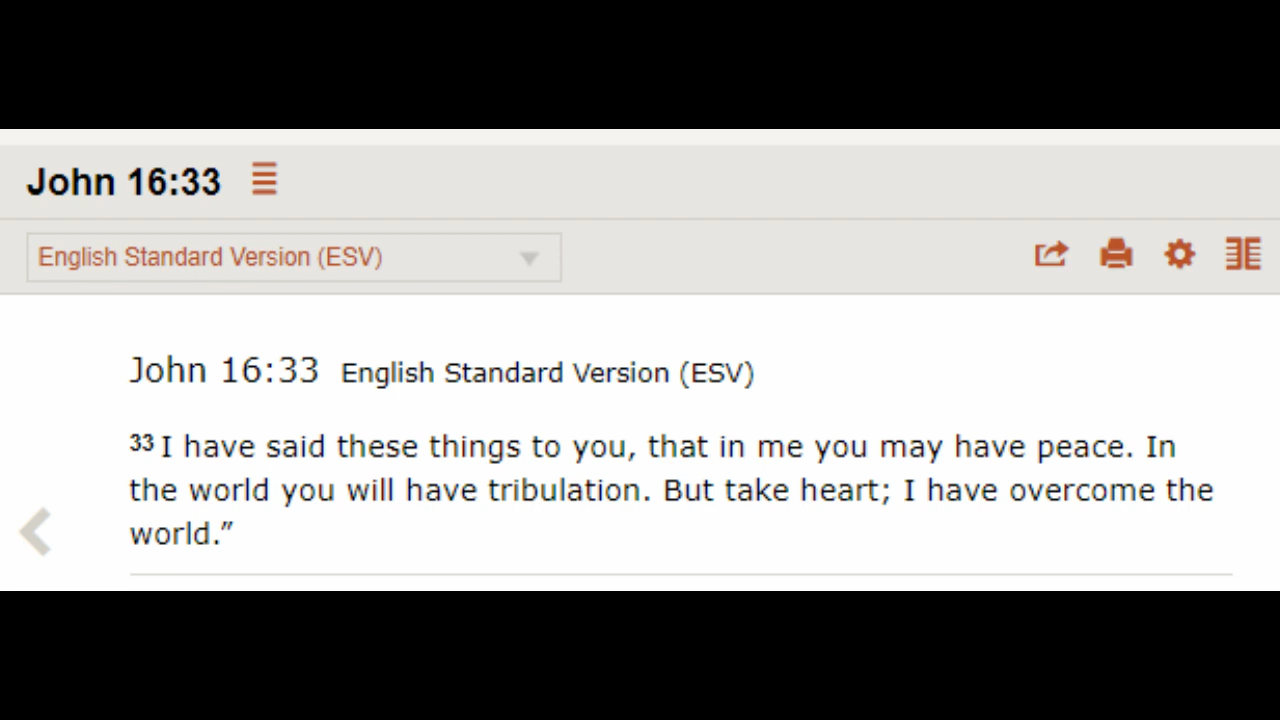 John 16:33
English Standard Version (ESV)
John 16:33 English Standard Version (ESV)
33 I have said these things to you, that in me you may have peace. In
the world you will have tribulation. But take heart; I have overcome the
world.”